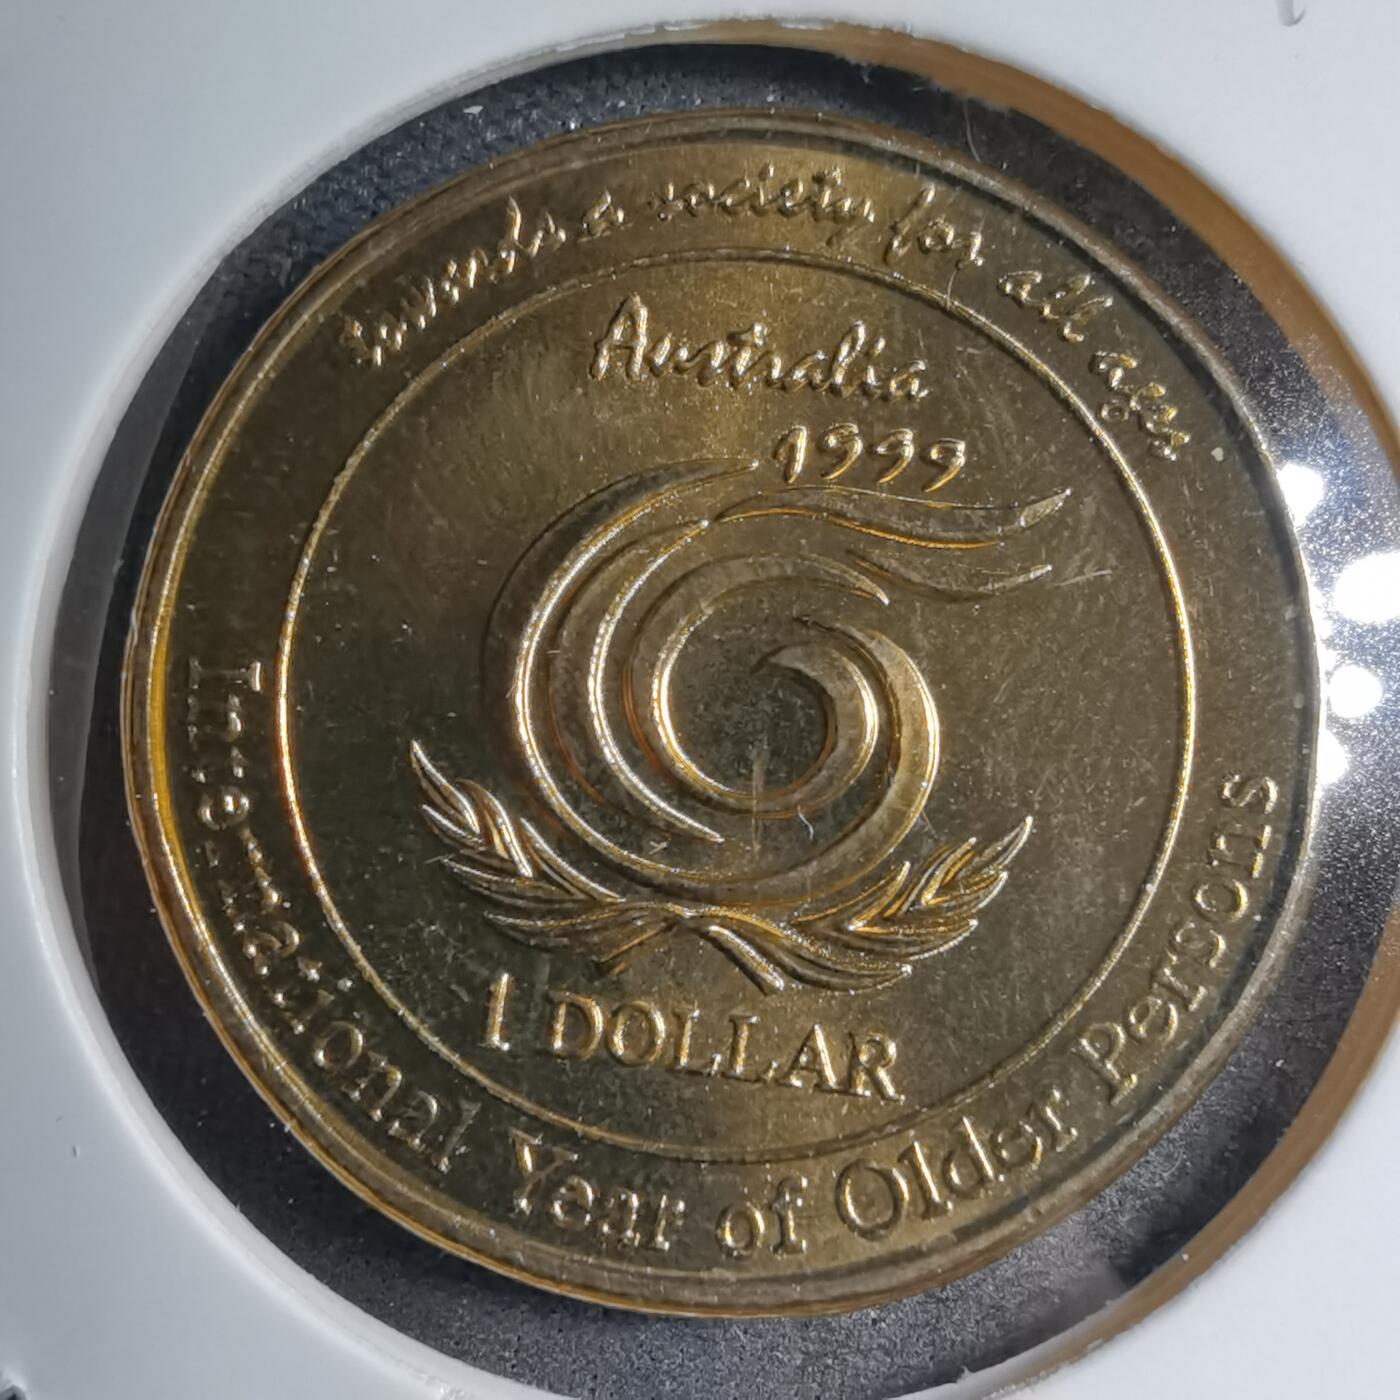 towards a society for all ages
Australia
1999
1 DOLLAR
International Year of Older Persons